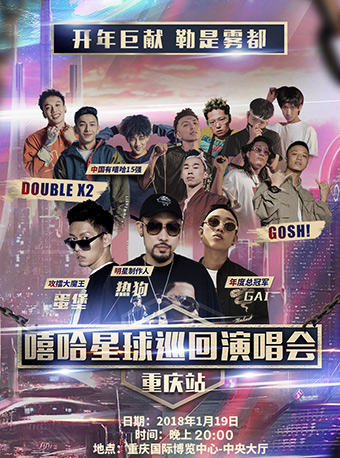 开年巨献 勒是雾都
中国有嘻哈15强
DOUBLE X2
GOSH!
攻擂大魔王
蛋堡
明星制作人
热狗
年度总冠军
GAI
嘻哈星球巡回演唱会
重庆站
日期：2018年1月19日
时间：晚上20:00
地点：重庆国际博览中心-中央大厅